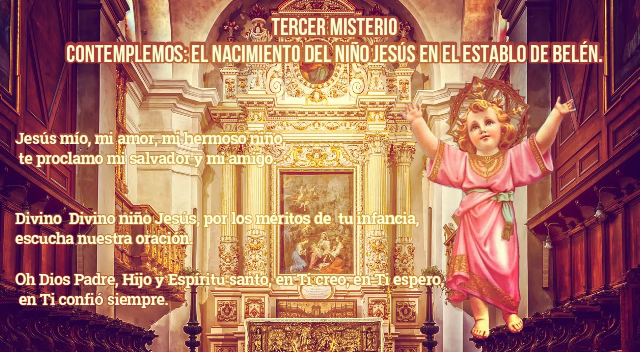 TERCER MISTERIO
CONTEMPLEMOS: EL NACIMIENTO DEL NIÑO JESÚS EN EL ESTABLO DE BELÉN.
Jesús mío, mi amor, mi hermoso nino,
te proclamo mi salvador y mi amigo
Divino Divino niño Jesús, por los méritos de tu infancia,
escucha nuestra oración.
Oh Dios Padre, Hijo y Espíritu santo, en Ti creo, en Ti espero,
en Ti confió siempre.